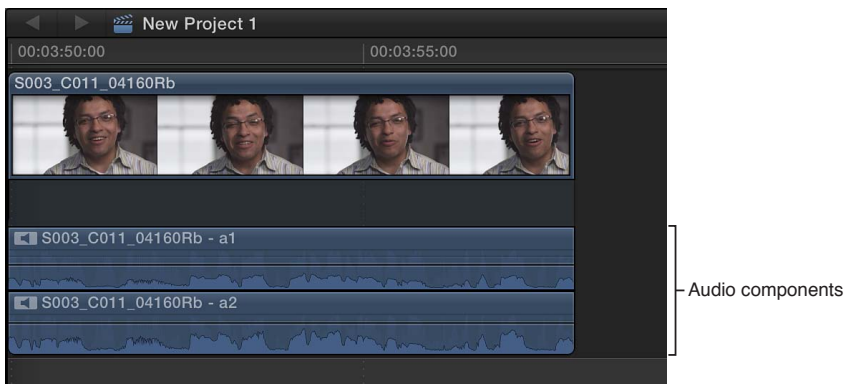 New Project 1
00:03:50:00
00:03:55:00
S003_C011_04160Rb
S003_C011_04160Rb - a1
Audio components
S003_C011_04160Rb - a2